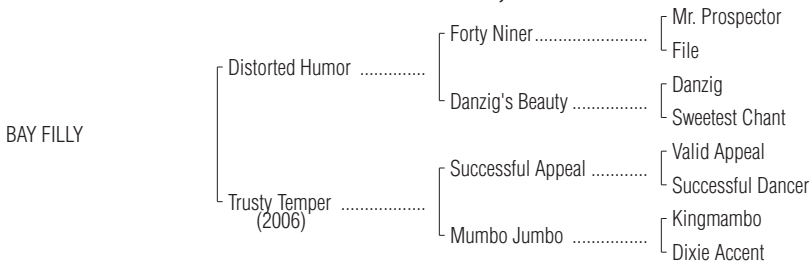 Mr. Prospector
Forty Niner........................
File
Distorted Humor ..............
Danzig
Danzig's Beauty ................
Sweetest Chant
BAY FILLY
Valid Appeal
Successful Appeal ............
Successful Dancer
Trusty Temper ..................
(2006)
Kingmambo
Mumbo Jumbo ................
Dixie Accent